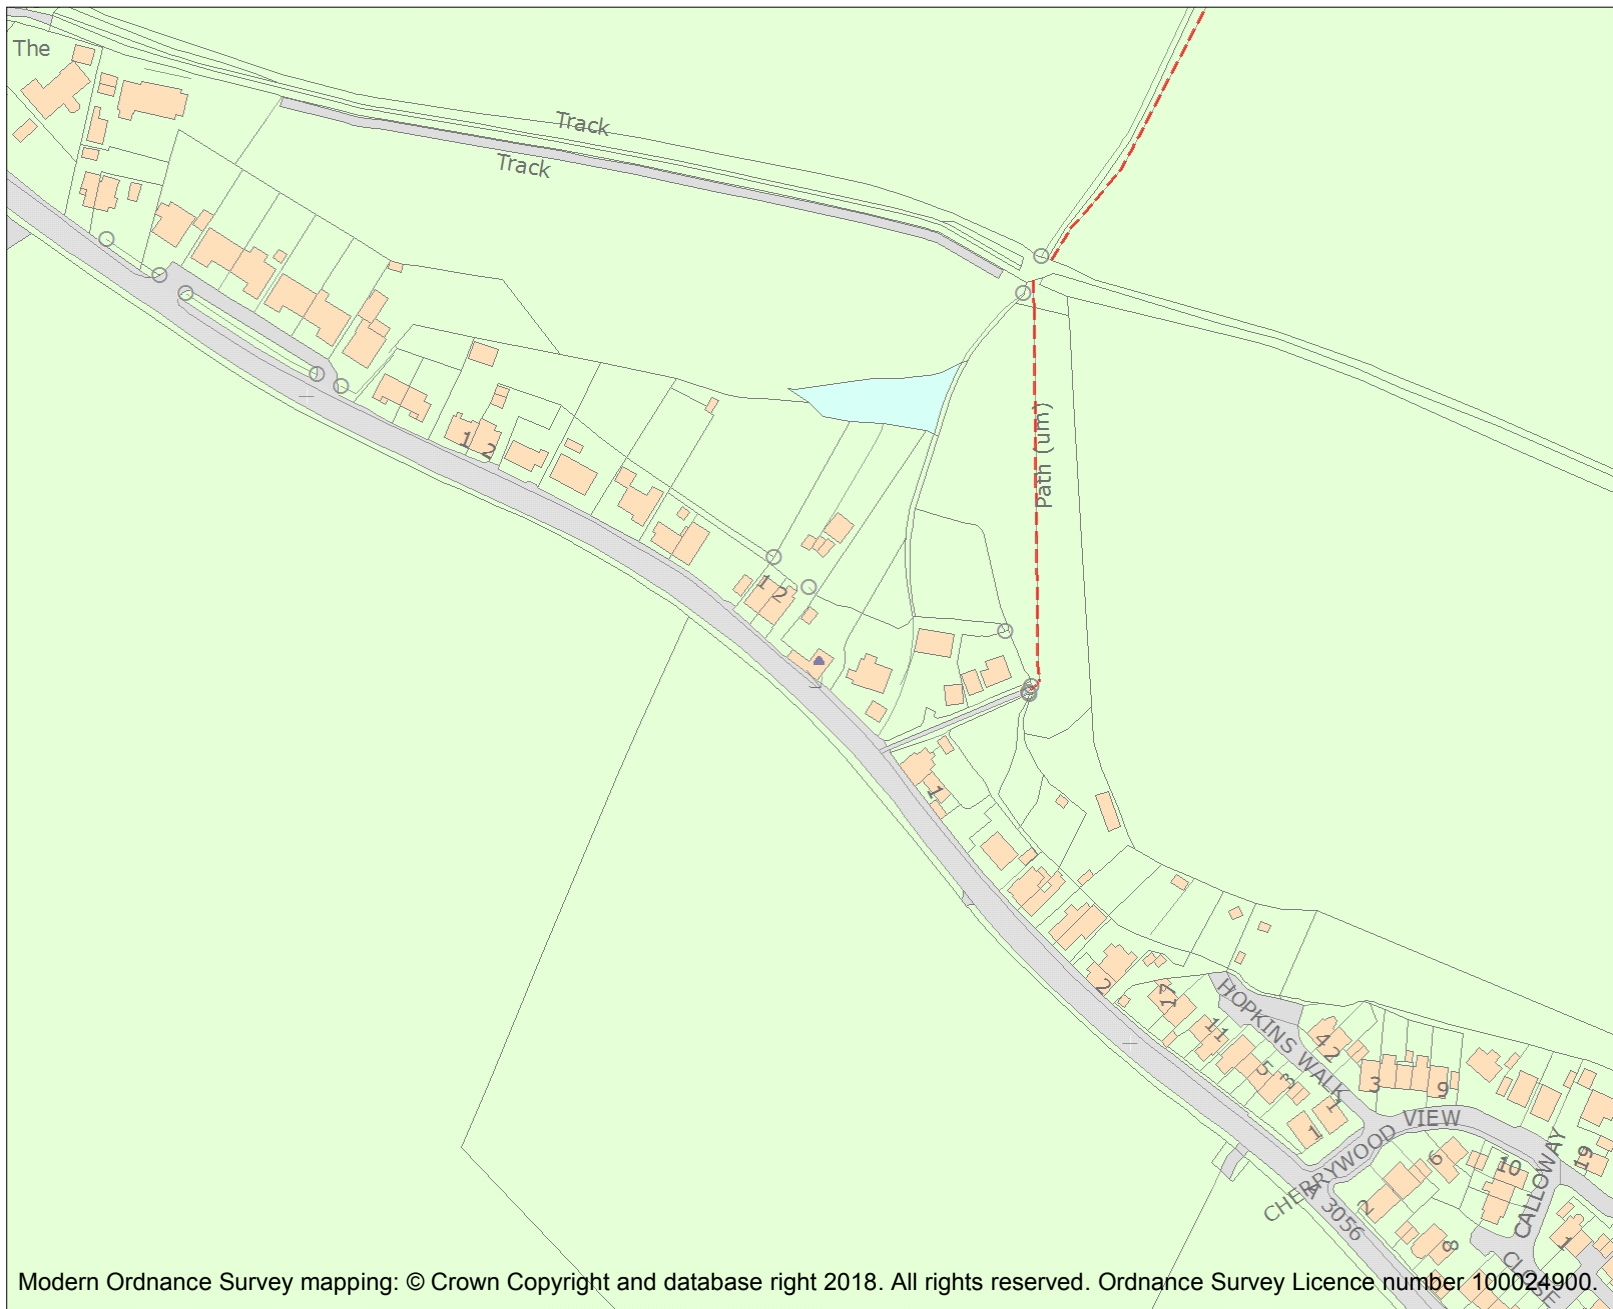 The
Track
Track
Path (um)
1 2
1 2
1
2
17
11
HOPKINS WALK
5 3
1
1
42
3
9
CHERRYWOOD VIEW
6
10
19
CALLOWAY
CLOSE
2
8
1
A 3056
Modern Ordnance Survey mapping: © Crown Copyright and database right 2018. All rights reserved. Ordnance Survey Licence number 100024900.